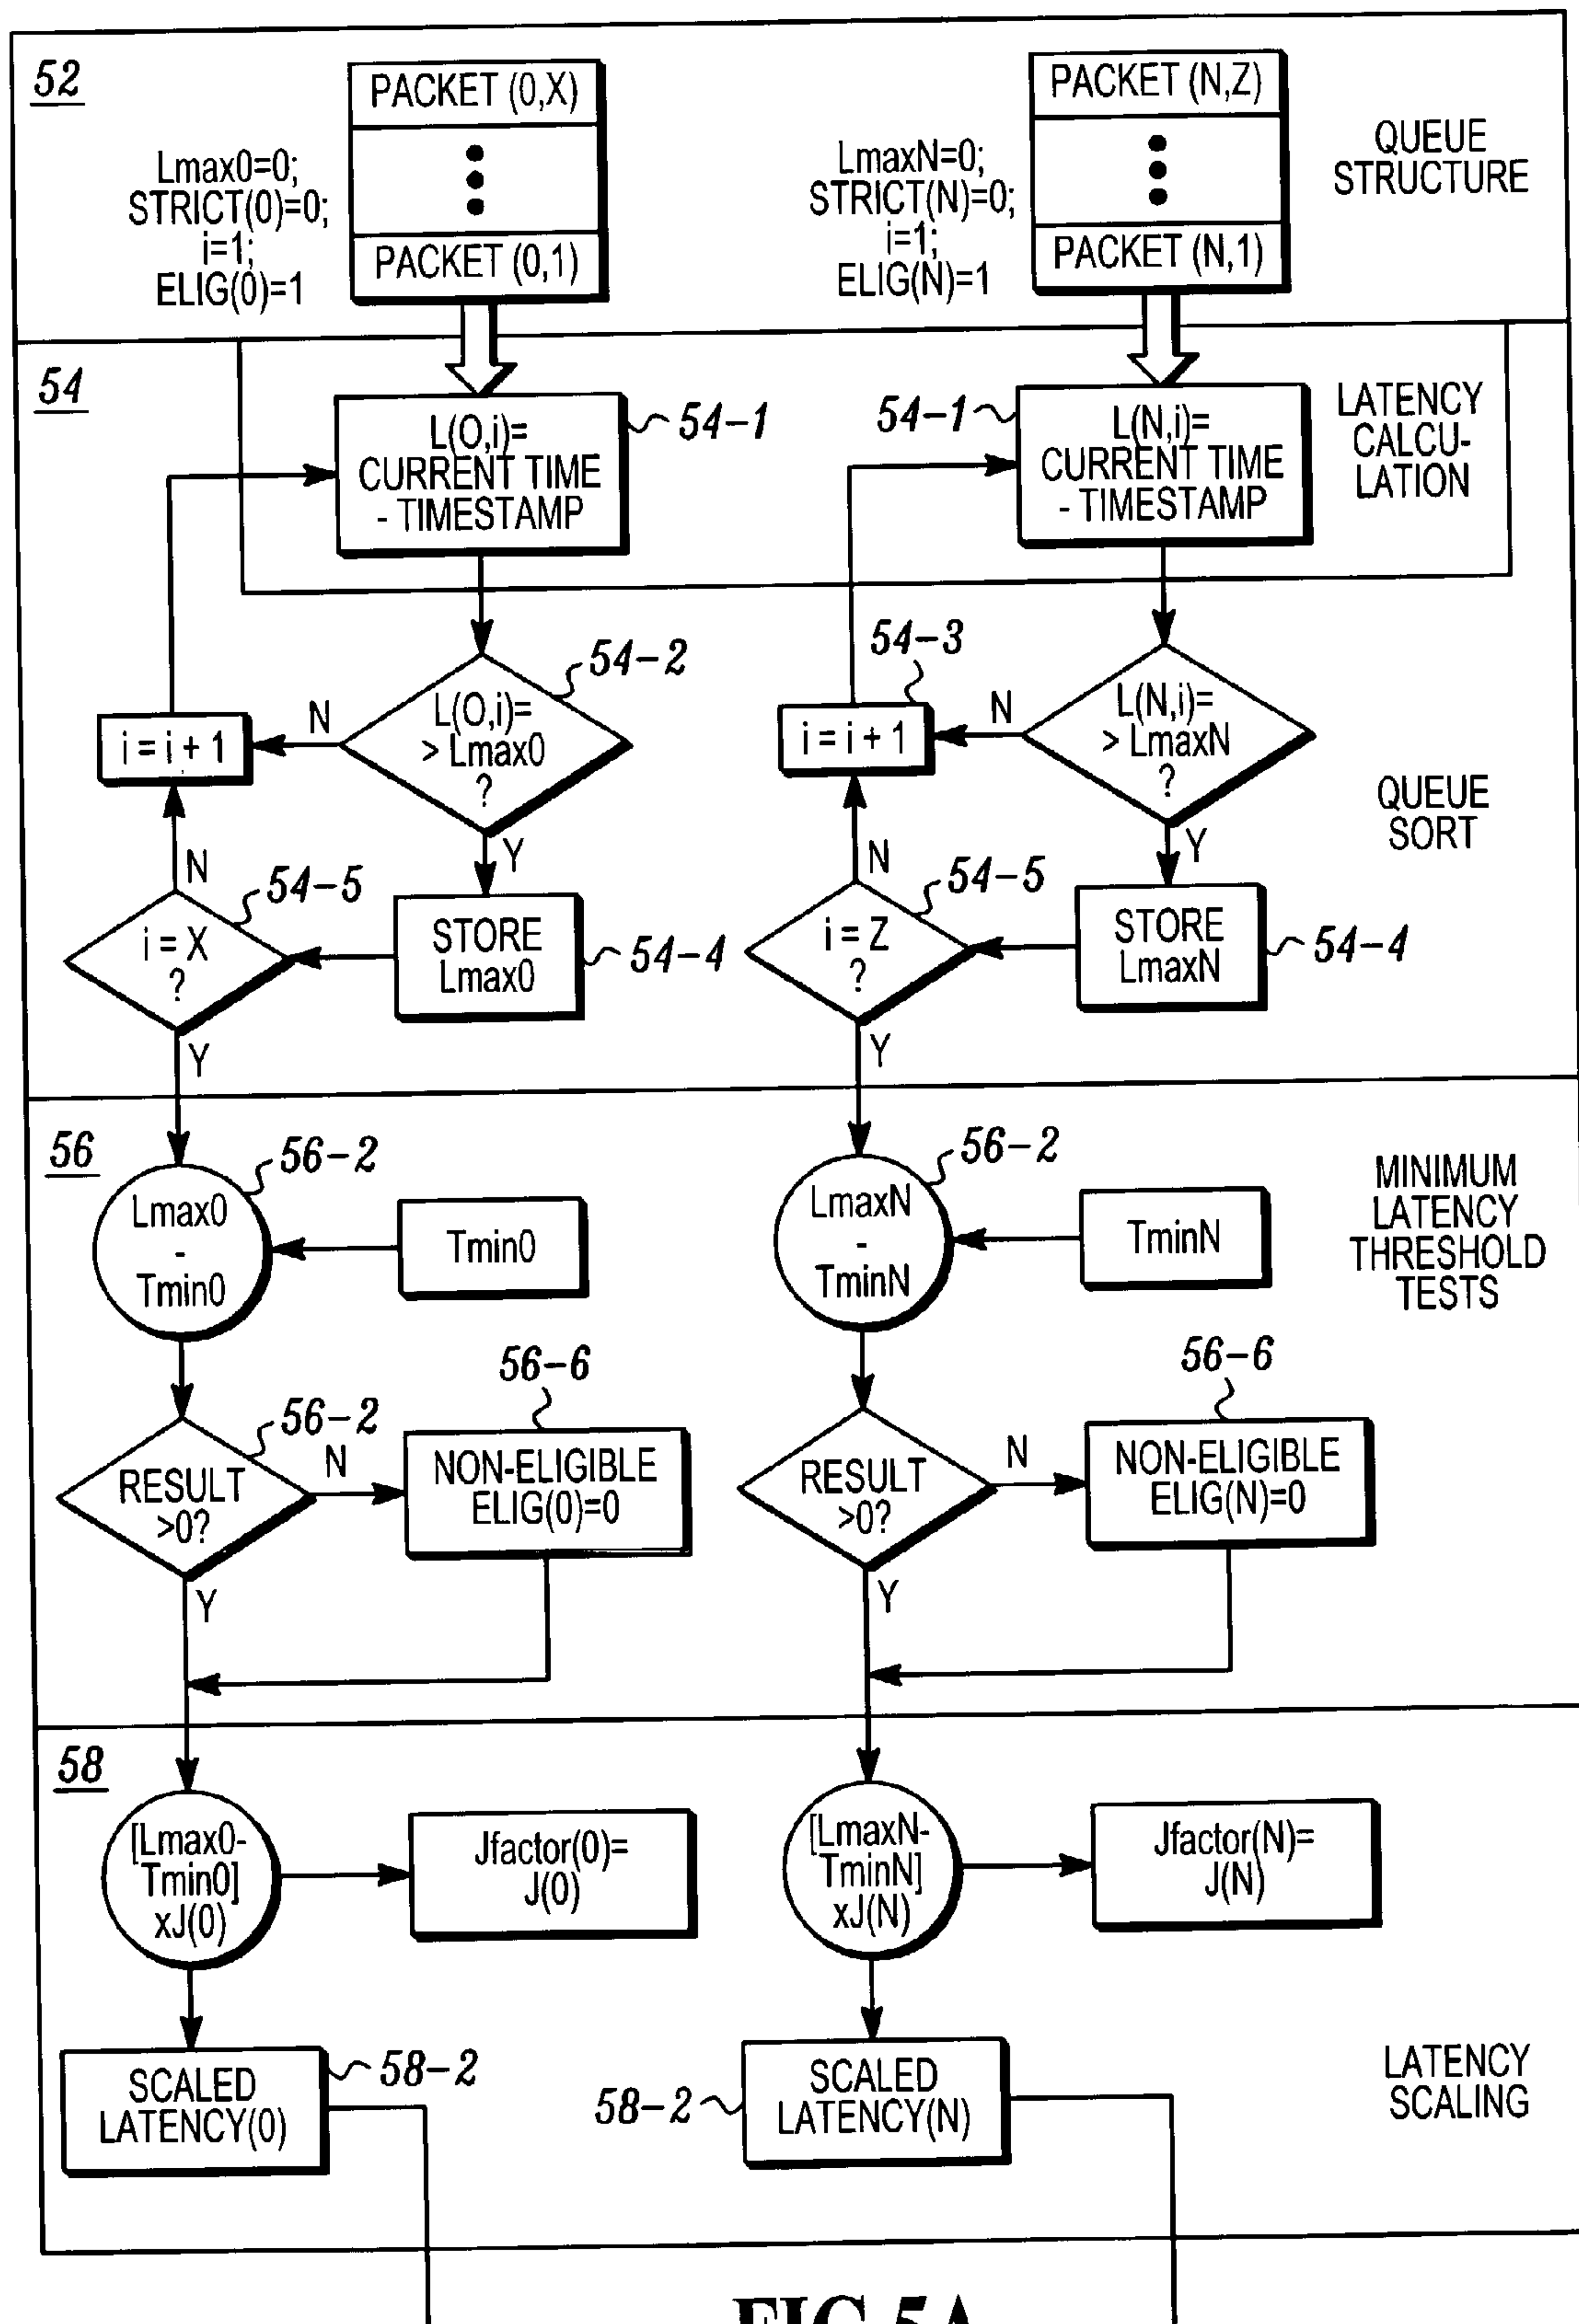 52
PACKET (0,X)
Lmax0=0;
STRICT(0)=0;
i=1;
ELIG(0)=1
PACKET (0,1)
PACKET (N,Z)
LmaxN=0;
STRICT(N)=0;
i=1;
ELIG(N)=1
PACKET (N,1)
QUEUE
STRUCTURE
54
L(0,i)=
CURRENT TIME
- TIMESTAMP
54-1
54-1
L(N,i)=
CURRENT TIME
- TIMESTAMP
LATENCY
CALCU-
LATION
54-2
L(0,i)=
> Lmax0
?
N
i = i + 1
Y
54-3
L(N,i)=
> LmaxN
?
N
i = i + 1
Y
QUEUE
SORT
N
54-5
i = X
?
STORE
Lmax0
54-4
Y
N
54-5
i = Z
?
STORE
LmaxN
54-4
Y
56
56-2
Lmax0
-
Tmin0
Tmin0
56-2
LmaxN
-
TminN
TminN
MINIMUM
LATENCY
THRESHOLD
TESTS
56-2
RESULT
>0?
N
56-6
NON-ELIGIBLE
ELIG(0)=0
Y
RESULT
>0?
N
56-6
NON-ELIGIBLE
ELIG(N)=0
Y
58
[Lmax0-
Tmin0]
xJ(0)
Jfactor(0)=
J(0)
[LmaxN-
TminN]
xJ(N)
Jfactor(N)=
J(N)
SCALED
LATENCY(0)
58-2
58-2
SCALED
LATENCY(N)
LATENCY
SCALING
FIG.5A